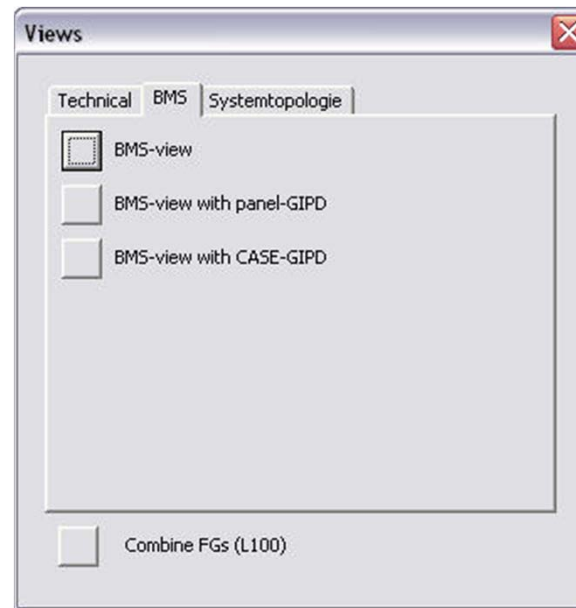 Views
Technical BMS Systemtopologie
BMS-view
BMS-view with panel-GIPD
BMS-view with CASE-GIPD
Combine FGs (L100)